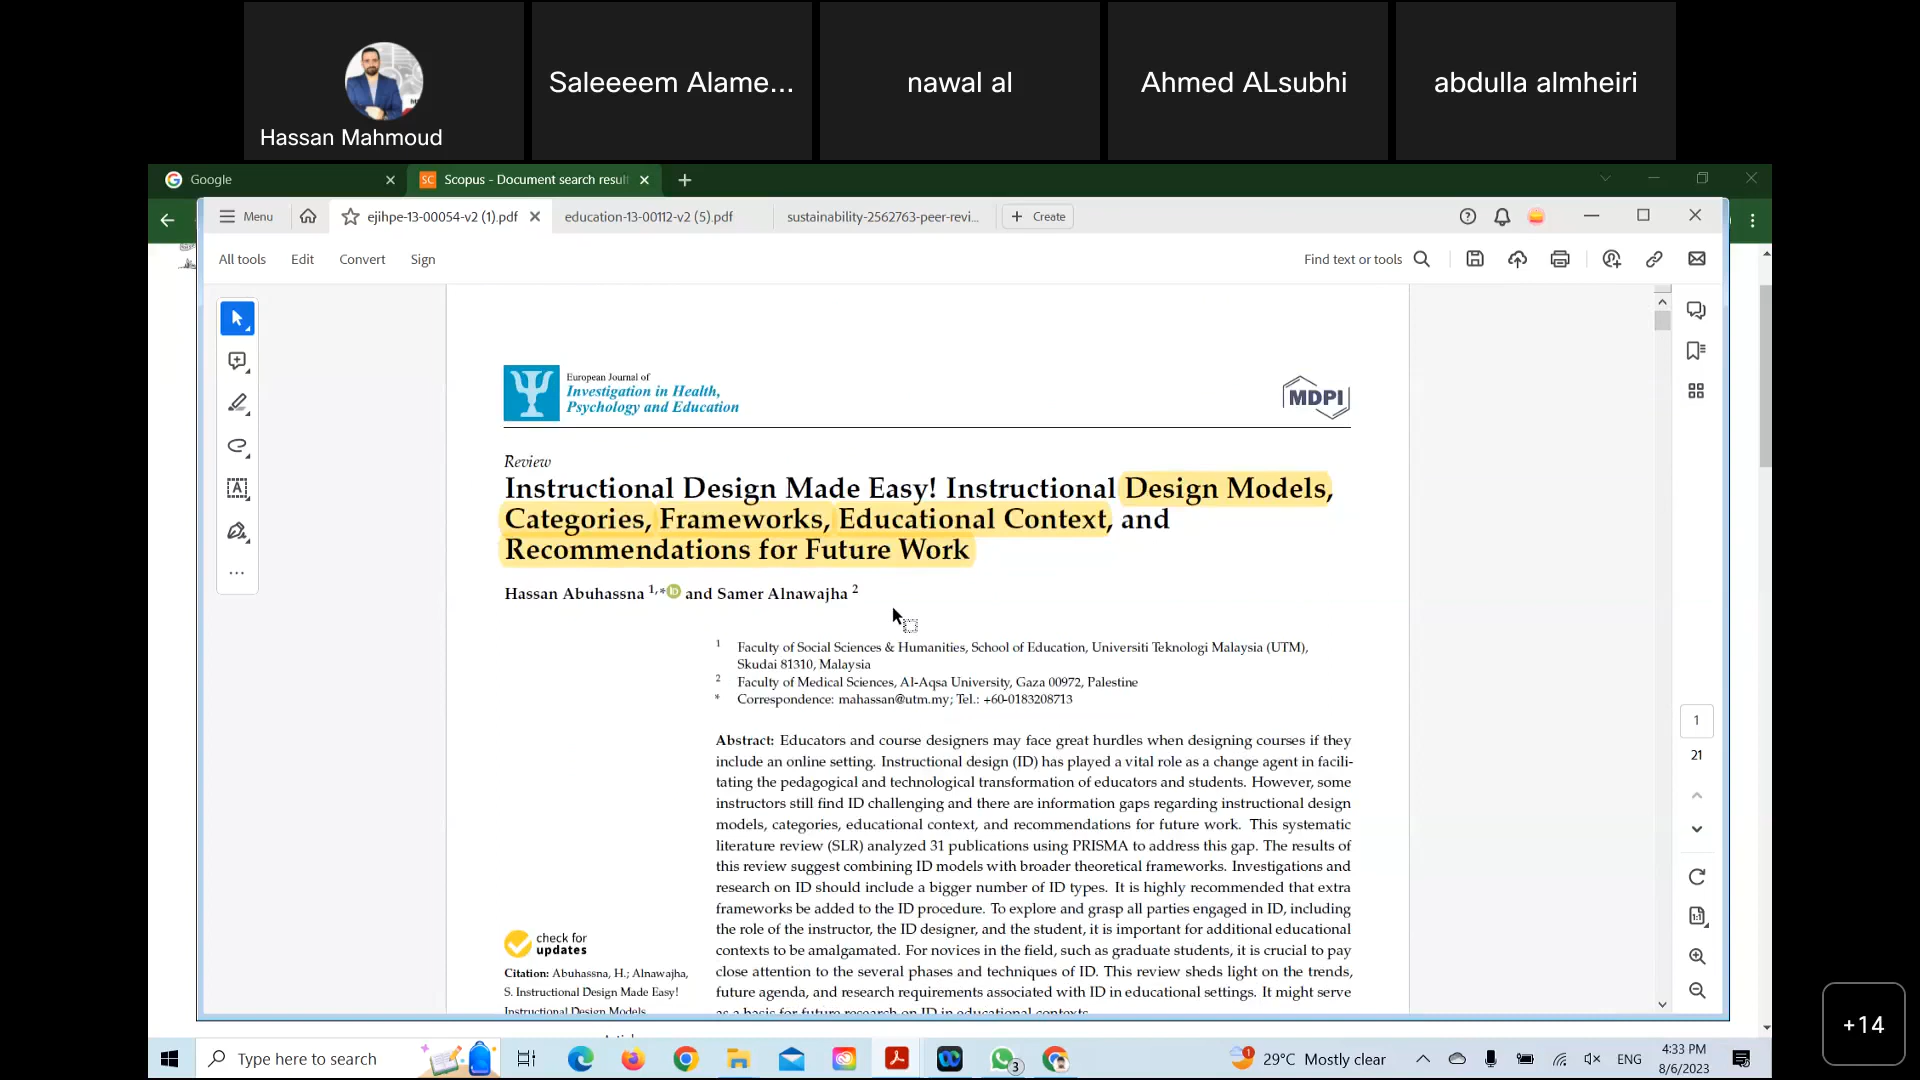 Hassan Mahmoud
Saleeeem Alame...
nawal al
Ahmed ALsubhi
abdulla almheiri
Google
Scopus - Document search resul
Menu
ejihpe-13-00054-v2 (1).pdf
education-13-00112-v2 (5).pdf
sustainability-2562763-peer-revi...
Create
All tools
Edit
Convert
Sign
Find text or tools
European Journal of
Investigation in Health,
Psychology and Education
MDPI
Review
Instructional Design Made Easy! Instructional Design Models,
Categories, Frameworks, Educational Context, and
Recommendations for Future Work
Hassan Abuhassna 1,* iD and Samer Alnawajha 2
1 Faculty of Social Sciences & Humanities, School of Education, Universiti Teknologi Malaysia (UTM),
Skudai 81310, Malaysia
2 Faculty of Medical Sciences, Al-Aqsa University, Gaza 00972, Palestine
* Correspondence: mahassan@utm.my; Tel.: +60-0183208713
Abstract: Educators and course designers may face great hurdles when designing courses if they
include an online setting. Instructional design (ID) has played a vital role as a change agent in facili-
tating the pedagogical and technological transformation of educators and students. However, some
instructors still find ID challenging and there are information gaps regarding instructional design
models, categories, educational context, and recommendations for future work. This systematic
literature review (SLR) analyzed 31 publications using PRISMA to address this gap. The results of
this review suggest combining ID models with broader theoretical frameworks. Investigations and
research on ID should include a bigger number of ID types. It is highly recommended that extra
frameworks be added to the ID procedure. To explore and grasp all parties engaged in ID, including
the role of the instructor, the ID designer, and the student, it is important for additional educational
contexts to be amalgamated. For novices in the field, such as graduate students, it is crucial to pay
close attention to the several phases and techniques of ID. This review sheds light on the trends,
future agenda, and research requirements associated with ID in educational settings. It might serve
as a basis for future research on ID in educational contexts.
check for
updates
Citation: Abuhassna, H.; Alnawajha,
S. Instructional Design Made Easy!
Instructional Design Models
1
21
+14
Type here to search
3
1
29°C Mostly clear
ENG
4:33 PM
8/6/2023